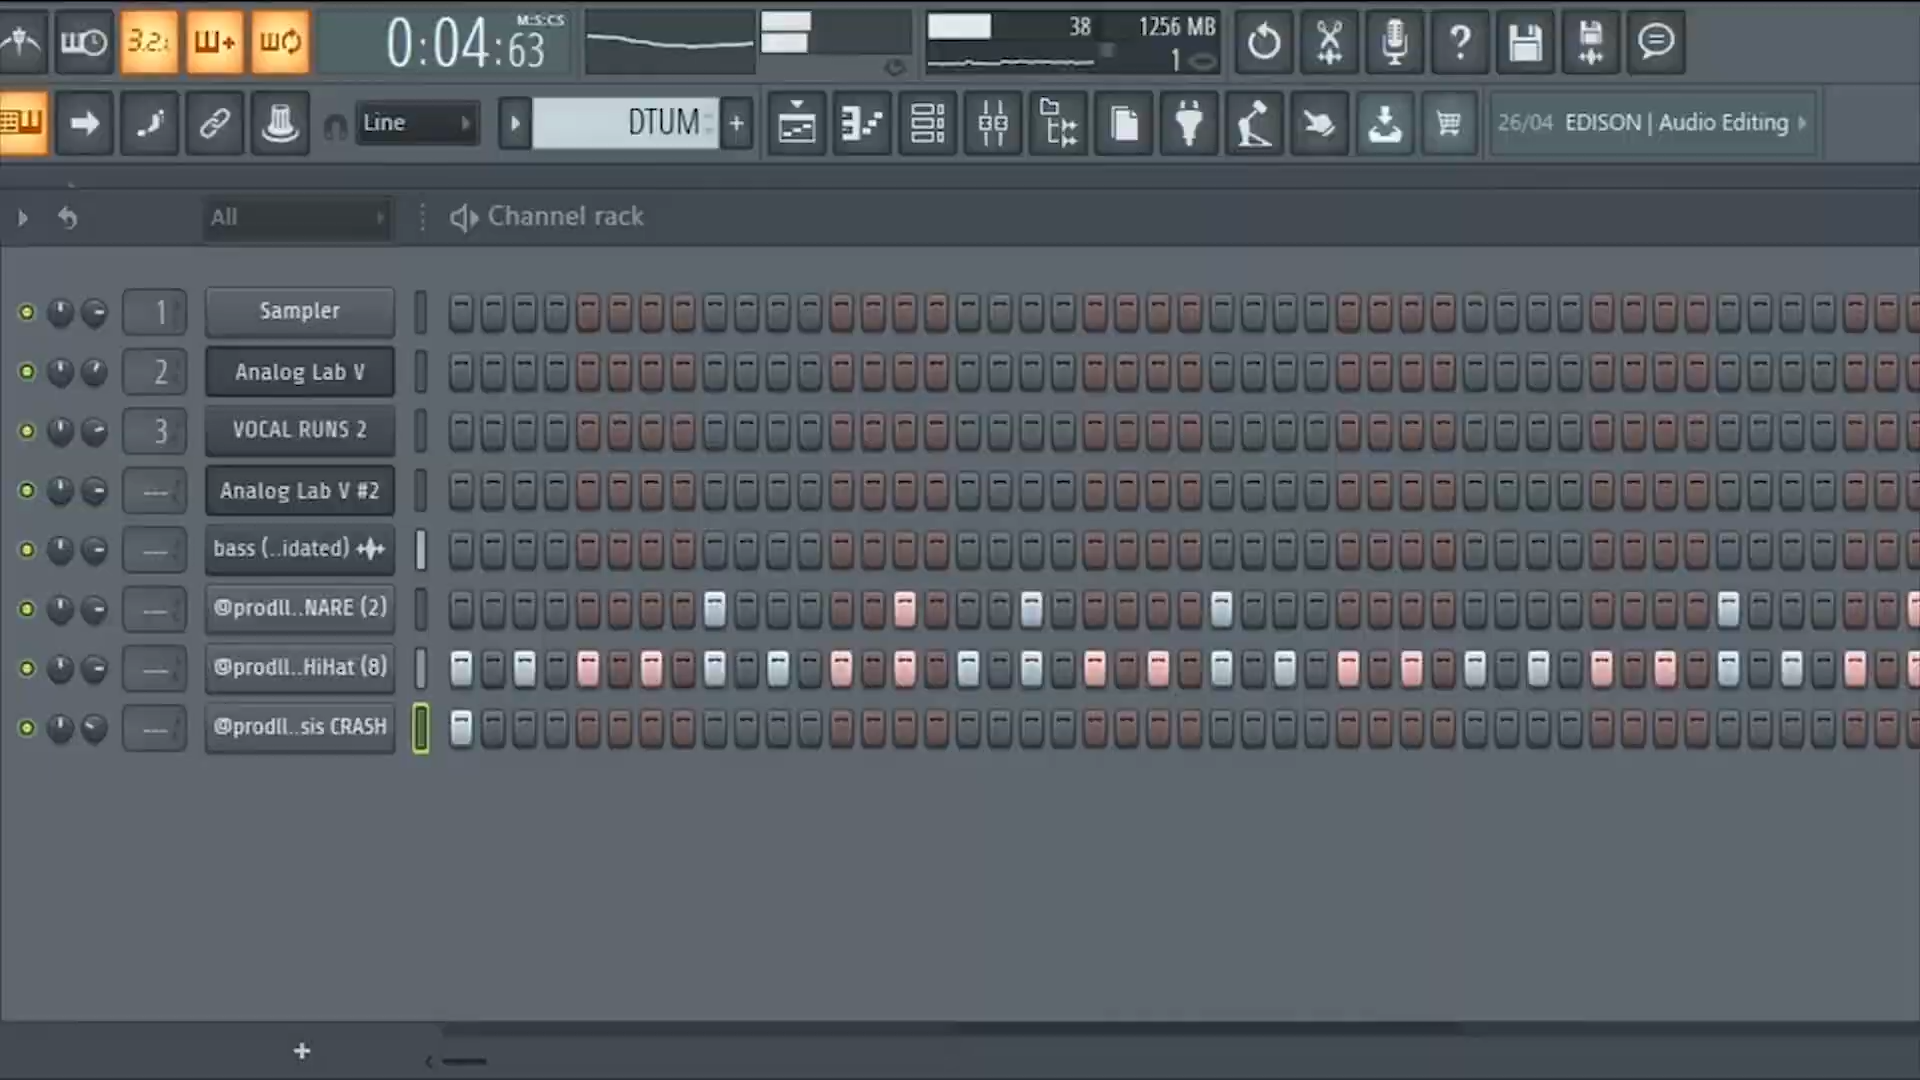 3.2.:
0:04:63
M:S:CS
38
1256 MB
1
?
Line
DTUM
+
26/04 EDISON | Audio Editing
All
Channel rack
1 Sampler
2 Analog Lab V
3 VOCAL RUNS 2
--- Analog Lab V #2
--- bass (..idated)
--- @prodll..NARE (2)
--- @prodll..HiHat (8)
--- @prodll..sis CRASH
+